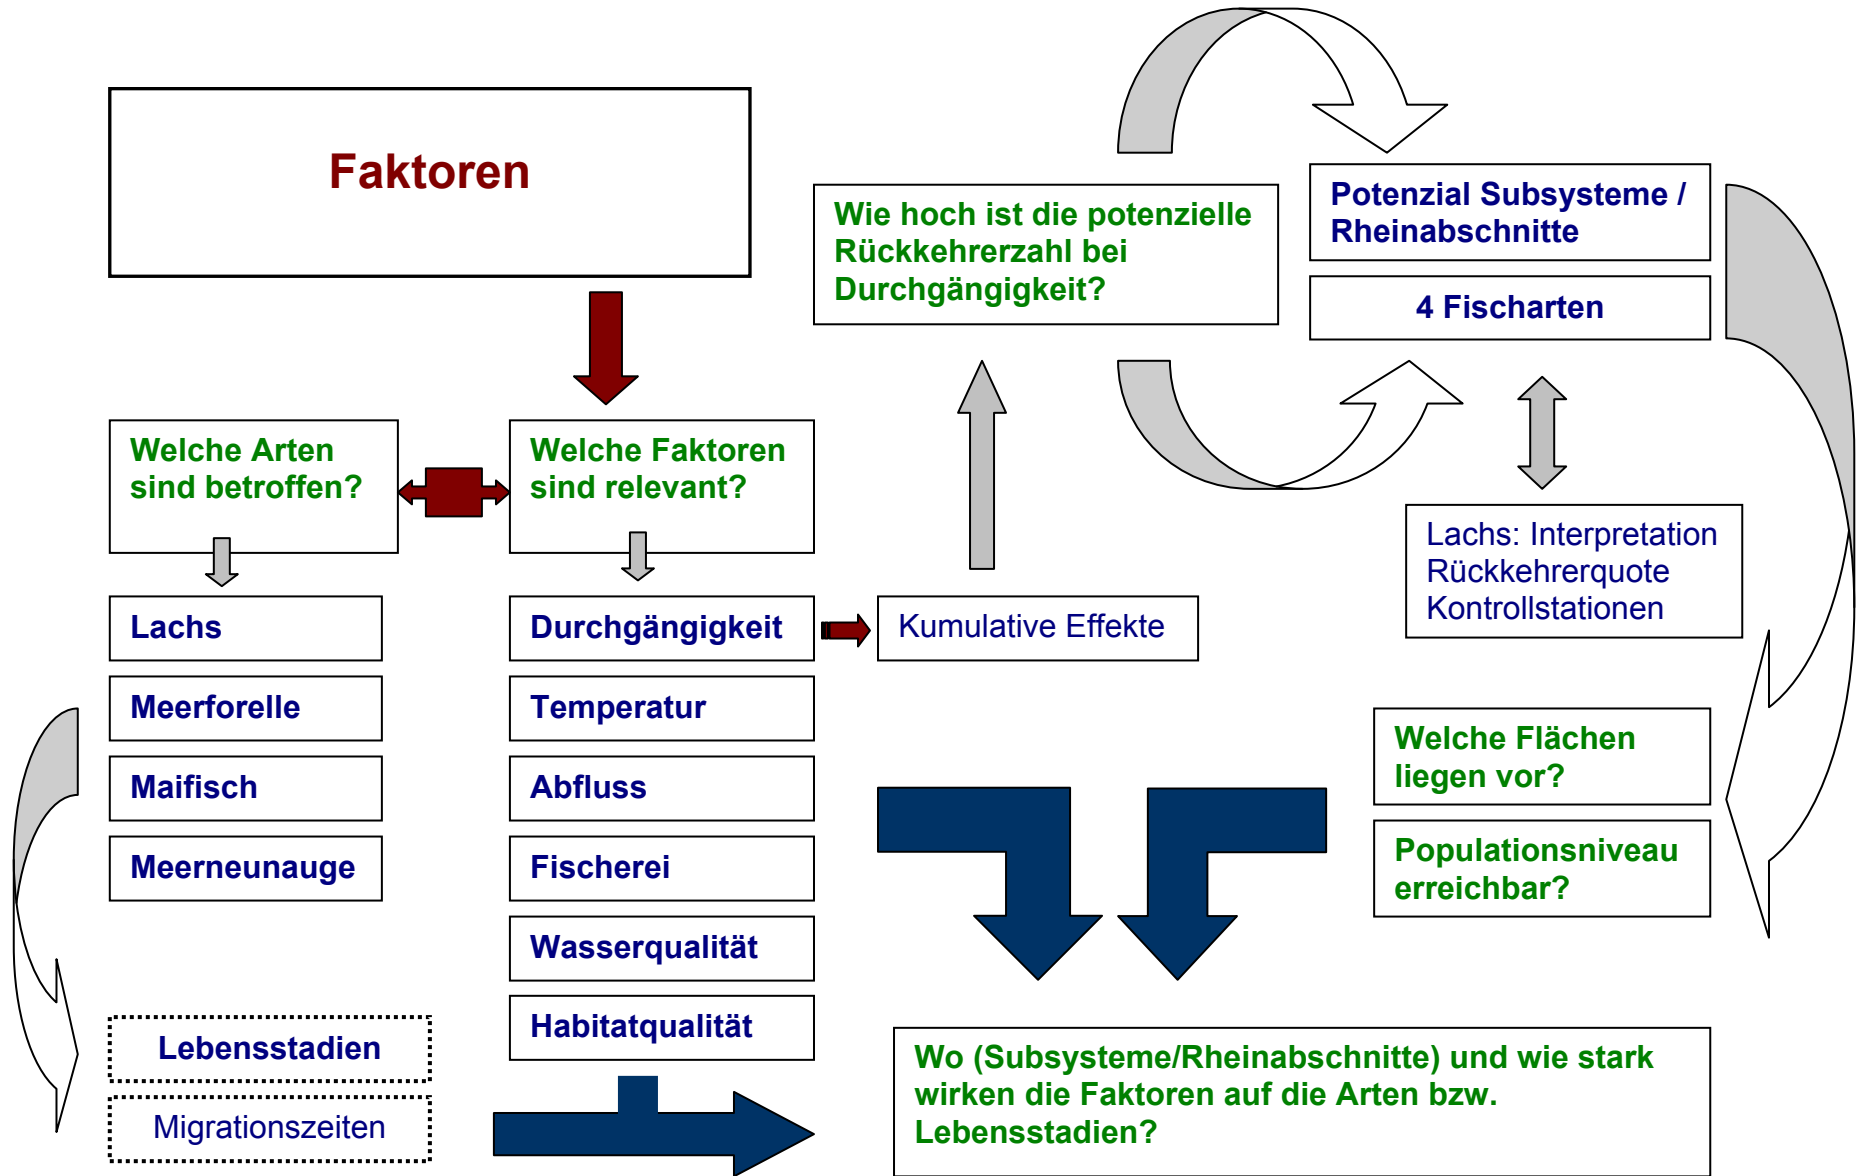 Faktoren
Wie hoch ist die potenzielle
Rückkehrerzahl bei
Durchgängigkeit?
Potenzial Subsysteme /
Rheinabschnitte
4 Fischarten
Welche Arten
sind betroffen?
Welche Faktoren
sind relevant?
Lachs: Interpretation
Rückkehrerquote
Kontrollstationen
Lachs
Meerforelle
Maifisch
Meerneunauge
Durchgängigkeit
Temperatur
Abfluss
Fischerei
Wasserqualität
Habitatqualität
Kumulative Effekte
Welche Flächen
liegen vor?
Populationsniveau
erreichbar?
Lebensstadien
Migrationszeiten
Wo (Subsysteme/Rheinabschnitte) und wie stark
wirken die Faktoren auf die Arten bzw.
Lebensstadien?